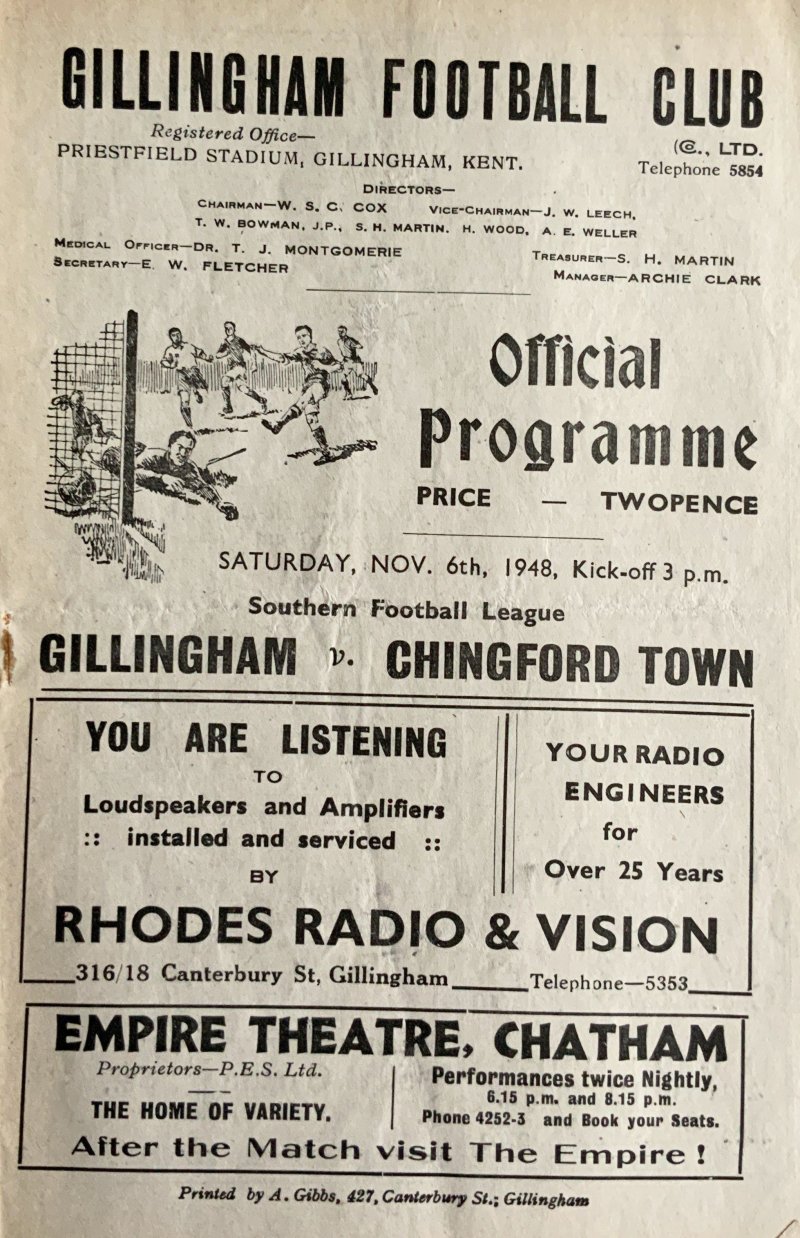 GILLINGHAM FOOTBALL CLUB
Registered Office—
PRIESTFIELD STADIUM, GILLINGHAM, KENT.
(Co., LTD.
Telephone 5854
DIRECTORS—
CHAIRMAN—W. S. C. COX VICE-CHAIRMAN—J. W. LEECH,
T. W. BOWMAN, J.P., S. H. MARTIN. H. WOOD, A. E. WELLER
MEDICAL OFFICER—DR. T. J. MONTGOMERIE
SECRETARY—E. W. FLETCHER
TREASURER—S. H. MARTIN
MANAGER—ARCHIE CLARK
Official
Programme
PRICE — TWOPENCE
SATURDAY, NOV. 6th, 1948, Kick-off 3 p.m.
Southern Football League
GILLINGHAM v. CHINGFORD TOWN
YOU ARE LISTENING
TO
Loudspeakers and Amplifiers
:: installed and serviced ::
BY
YOUR RADIO
ENGINEERS
for
Over 25 Years
RHODES RADIO & VISION
316/18 Canterbury St, Gillingham Telephone—5353
EMPIRE THEATRE, CHATHAM
Proprietors—P.E.S. Ltd.
THE HOME OF VARIETY.
Performances twice Nightly,
6.15 p.m. and 8.15 p.m.
Phone 4252-3 and Book your Seats.
After the Match visit The Empire !
Printed by A. Gibbs, 427, Canterbury St.; Gillingham